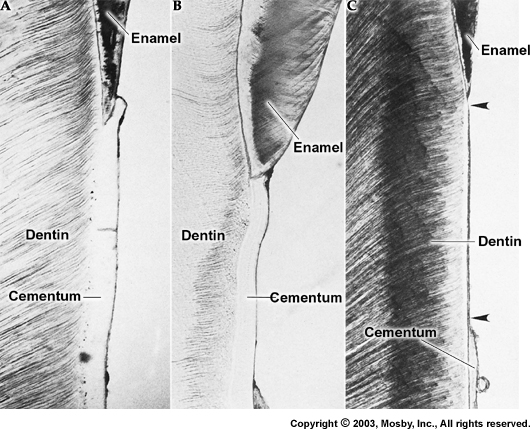 A
Enamel
Dentin
Cementum
B
Enamel
Dentin
Cementum
C
Enamel
Dentin
Cementum
Copyright © 2003, Mosby, Inc., All rights reserved